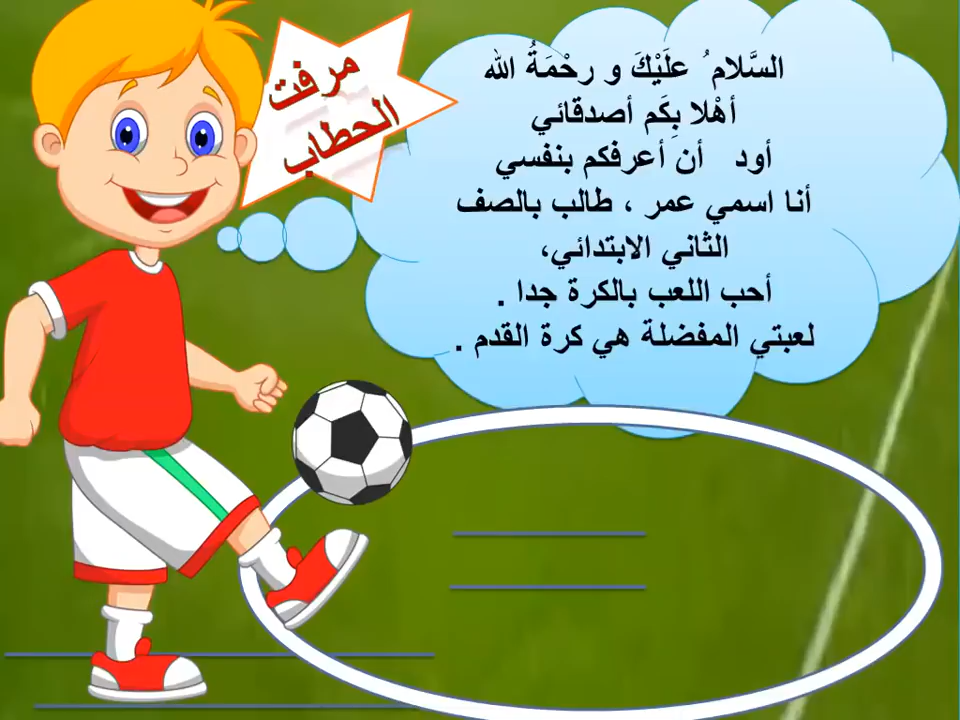 مرفت
الحطاب
السَّلام ُ علَيْكَ و رحْمَةُ الله
أهْلا بِكَم أصدقائي
أود أن أعرفكم بنفسي
أنا اسمي عمر ، طالب بالصف
الثاني الابتدائي،
أحب اللعب بالكرة جدا .
لعبتي المفضلة هي كرة القدم .